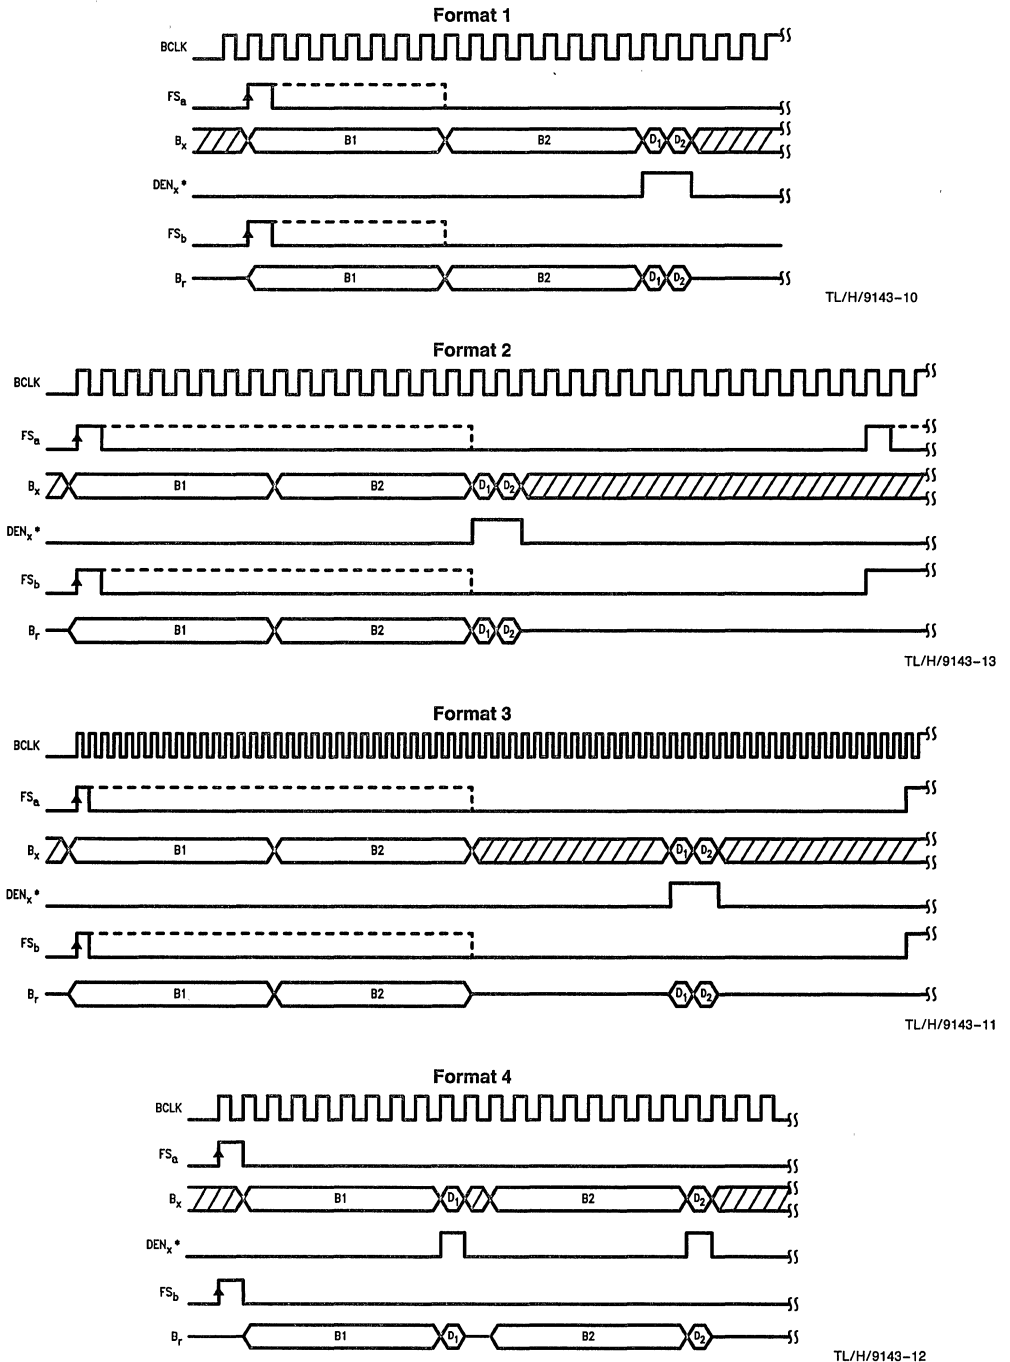 Format 1
BCLK
FSa
Bx B1 B2 D1 D2
DENx*
FSb
Br B1 B2 D1 D2
TL/H/9143-10
Format 2
BCLK
FSa
Bx B1 B2 D1 D2
DENx*
FSb
Br B1 B2 D1 D2
TL/H/9143-13
Format 3
BCLK
FSa
Bx B1 B2 D1 D2
DENx*
FSb
Br B1 B2 D1 D2
TL/H/9143-11
Format 4
BCLK
FSa
Bx B1 D1 B2 D2
DENx*
FSb
Br B1 D1 B2 D2
TL/H/9143-12